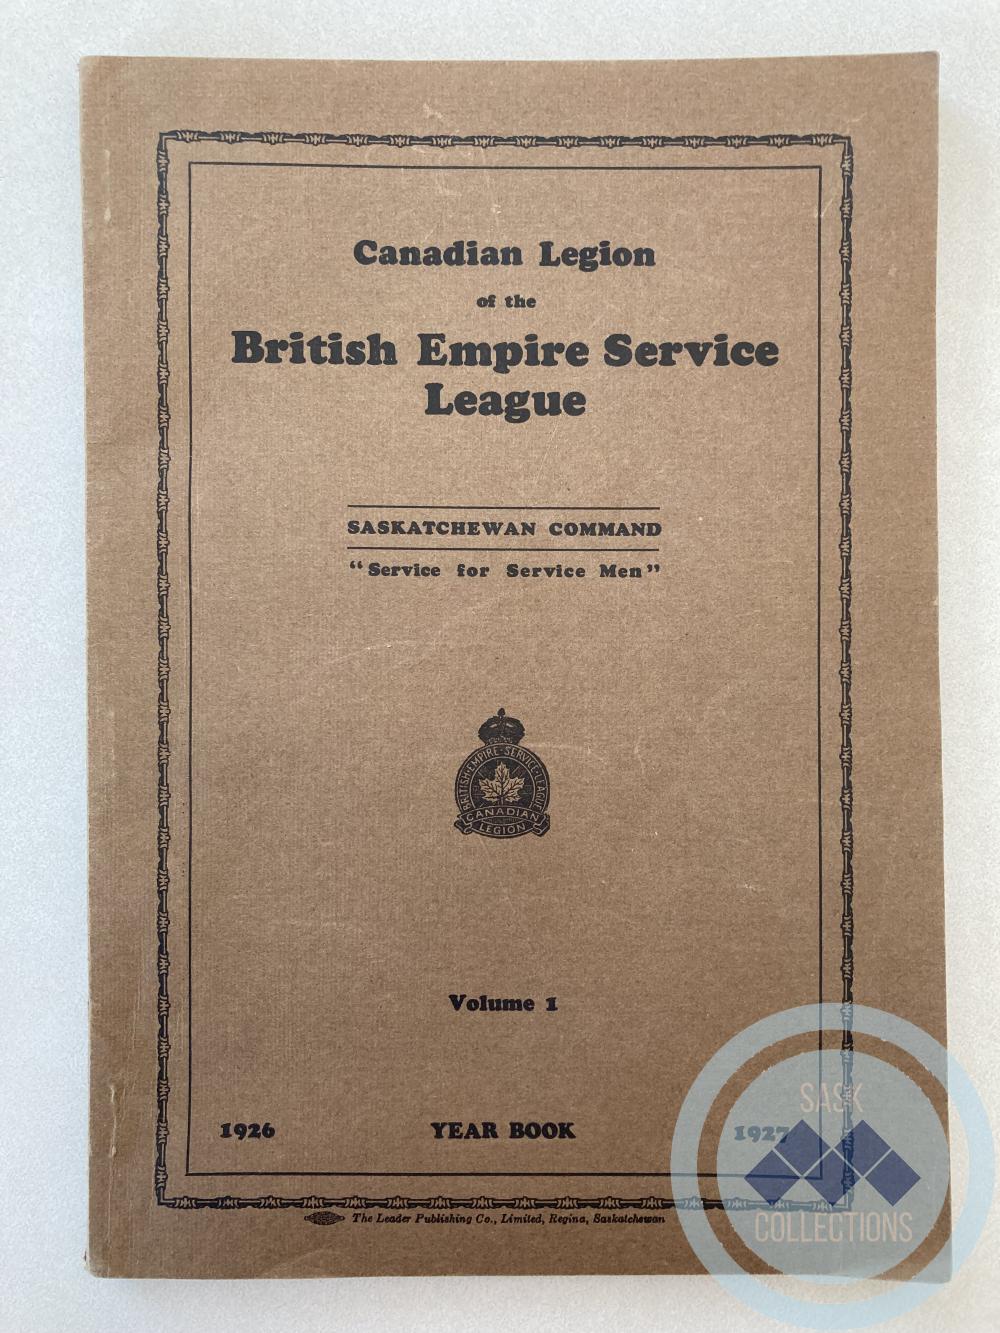 Canadian Legion
of the
British Empire Service
League
SASKATCHEWAN COMMAND
"Service for Service Men"
BRITISH·EMPIRE·SERVICE·LEAGUE
CANADIAN
LEGION
Volume 1
1926 YEAR BOOK 1927
The Leader Publishing Co., Limited, Regina, Saskatchewan
SASK
COLLECTIONS